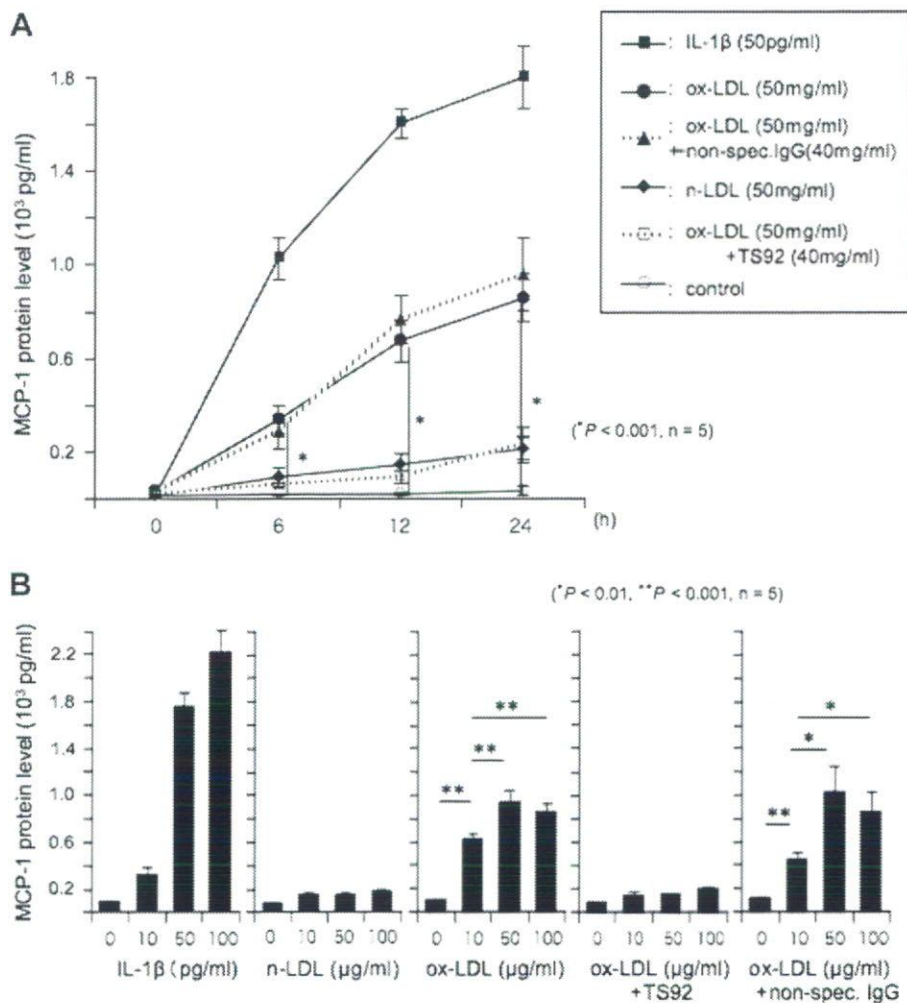 A
MCP-1 protein level (10³ pg/ml)
1.8
1.4
1.0
0.6
0.2
0
6
12
24
(h)
*
*
*
(*P < 0.001, n = 5)
: IL-1β (50pg/ml)
: ox-LDL (50mg/ml)
: ox-LDL (50mg/ml)
+non-spec.IgG(40mg/ml)
: n-LDL (50mg/ml)
: ox-LDL (50mg/ml)
+TS92 (40mg/ml)
: control
B
(*P < 0.01, **P < 0.001, n = 5)
MCP-1 protein level (10³ pg/ml)
2.2
1.8
1.4
1.0
0.6
0.2
** ** **
** * *
0 10 50 100
IL-1β (pg/ml)
0 10 50 100
n-LDL (µg/ml)
0 10 50 100
ox-LDL (µg/ml)
0 10 50 100
ox-LDL (µg/ml)
+TS92
0 10 50 100
ox-LDL (µg/ml)
+non-spec. IgG